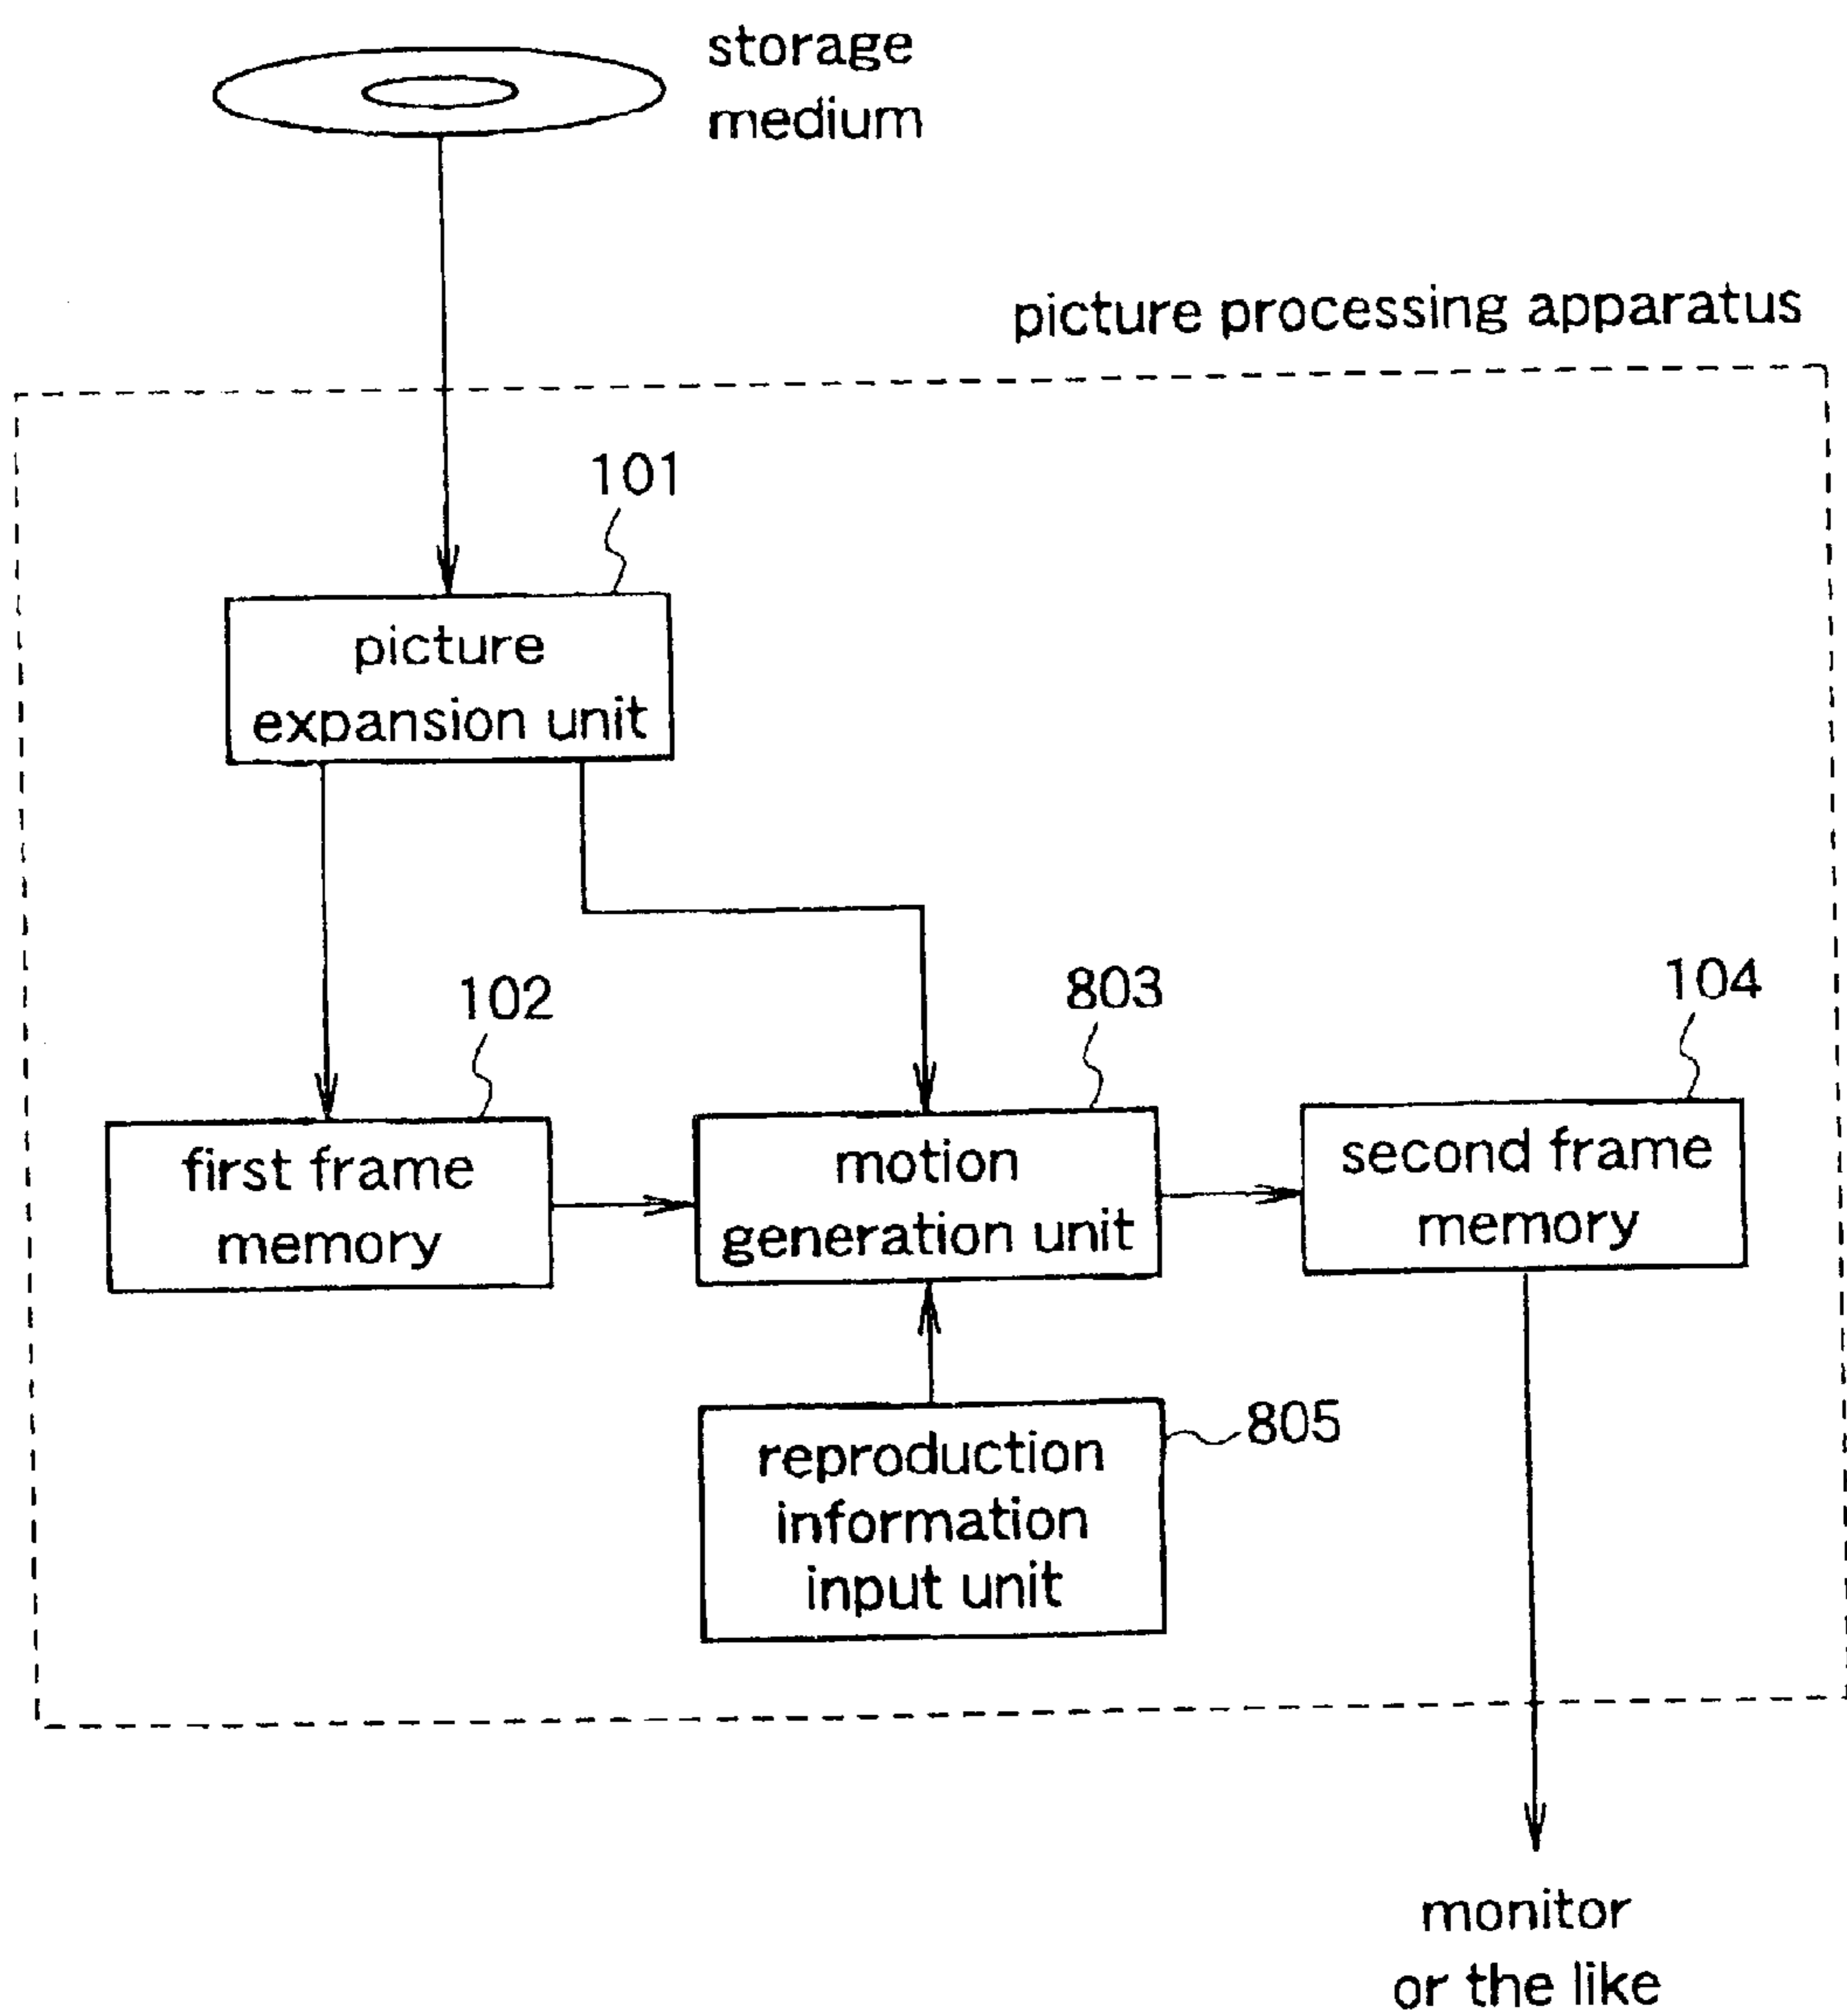 storage
medium
picture processing apparatus
101
picture
expansion unit
102
803
104
first frame
memory
motion
generation unit
second frame
memory
805
reproduction
information
input unit
monitor
or the like